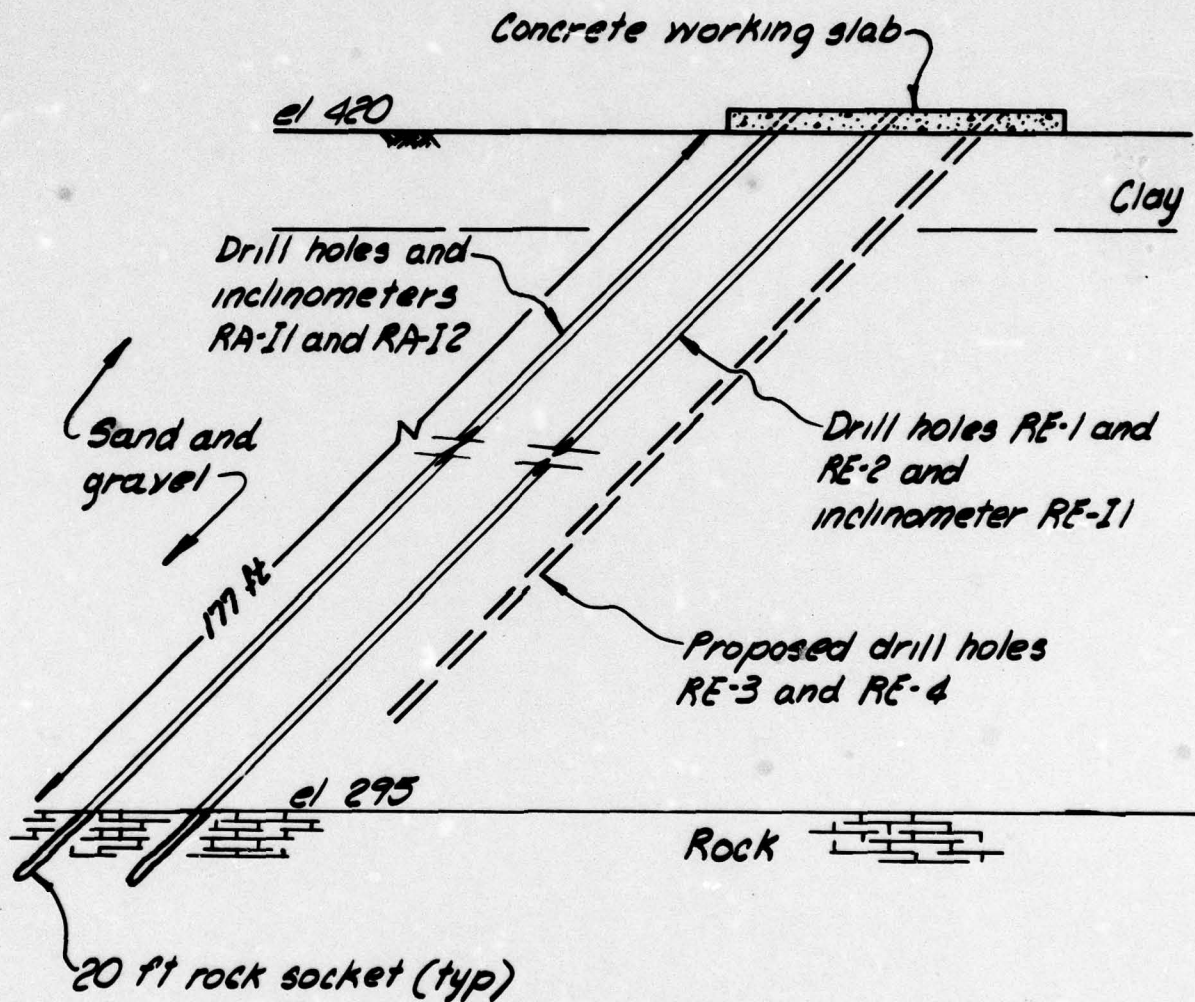 Concrete working slab
el 420
Clay
Drill holes and
inclinometers
RA-I1 and RA-I2
Sand and
gravel
Drill holes RE-1 and
RE-2 and
inclinometer RE-I1
177 ft
Proposed drill holes
RE-3 and RE-4
el 295
Rock
20 ft rock socket (typ)